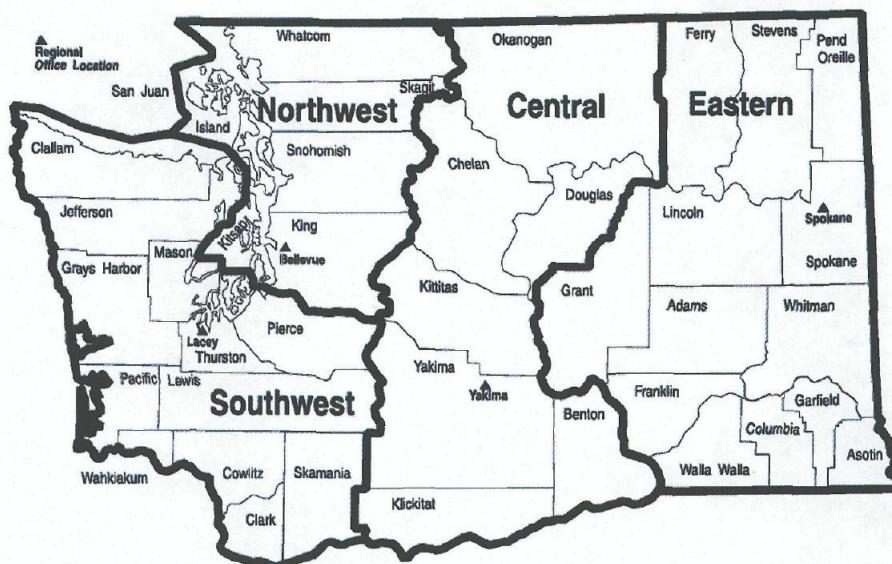 Regional
Office Location
San Juan
Whatcom
Skagit
Northwest
Island
Snohomish
King
Bellevue
Kitsap
Clallam
Jefferson
Mason
Grays Harbor
Lacey
Thurston
Pierce
Pacific
Lewis
Southwest
Wahkiakum
Cowlitz
Skamania
Clark
Okanogan
Central
Chelan
Douglas
Kittitas
Yakima
Yakima
Benton
Klickitat
Ferry
Stevens
Pend
Oreille
Eastern
Lincoln
Spokane
Spokane
Grant
Adams
Whitman
Franklin
Garfield
Columbia
Walla Walla
Asotin